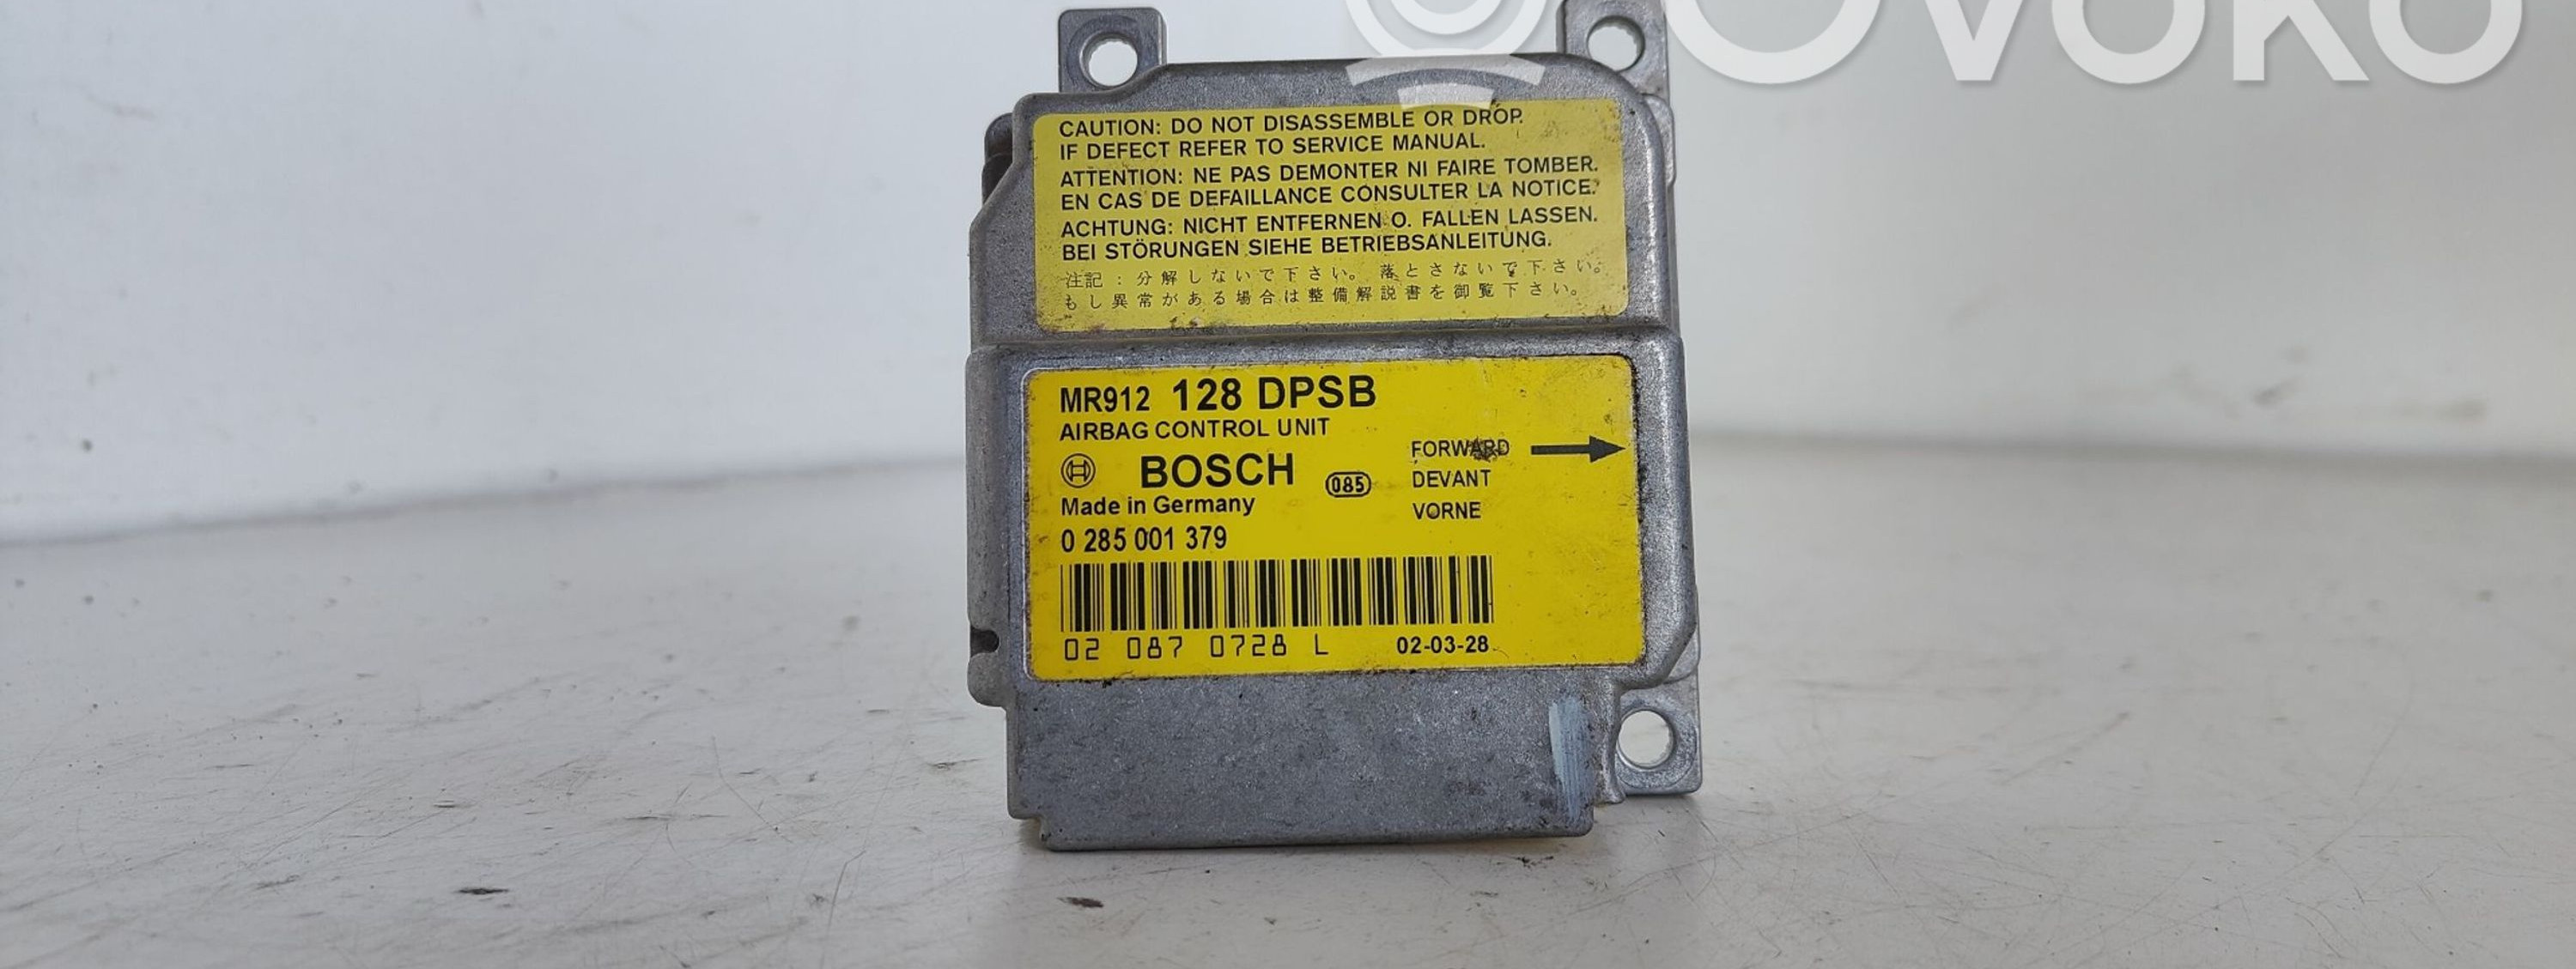 OVOKO
CAUTION: DO NOT DISASSEMBLE OR DROP.
IF DEFECT REFER TO SERVICE MANUAL.
ATTENTION: NE PAS DEMONTER NI FAIRE TOMBER.
EN CAS DE DEFAILLANCE CONSULTER LA NOTICE.
ACHTUNG: NICHT ENTFERNEN O. FALLEN LASSEN.
BEI STÖRUNGEN SIEHE BETRIEBSANLEITUNG.
注記：分解しないで下さい。落とさないで下さい。
もし異常がある場合は整備解説書を御覧下さい。
MR912 128 DPSB
AIRBAG CONTROL UNIT
BOSCH 085
Made in Germany
0 285 001 379
FORWARD
DEVANT
VORNE
02 087 0728 L 02-03-28